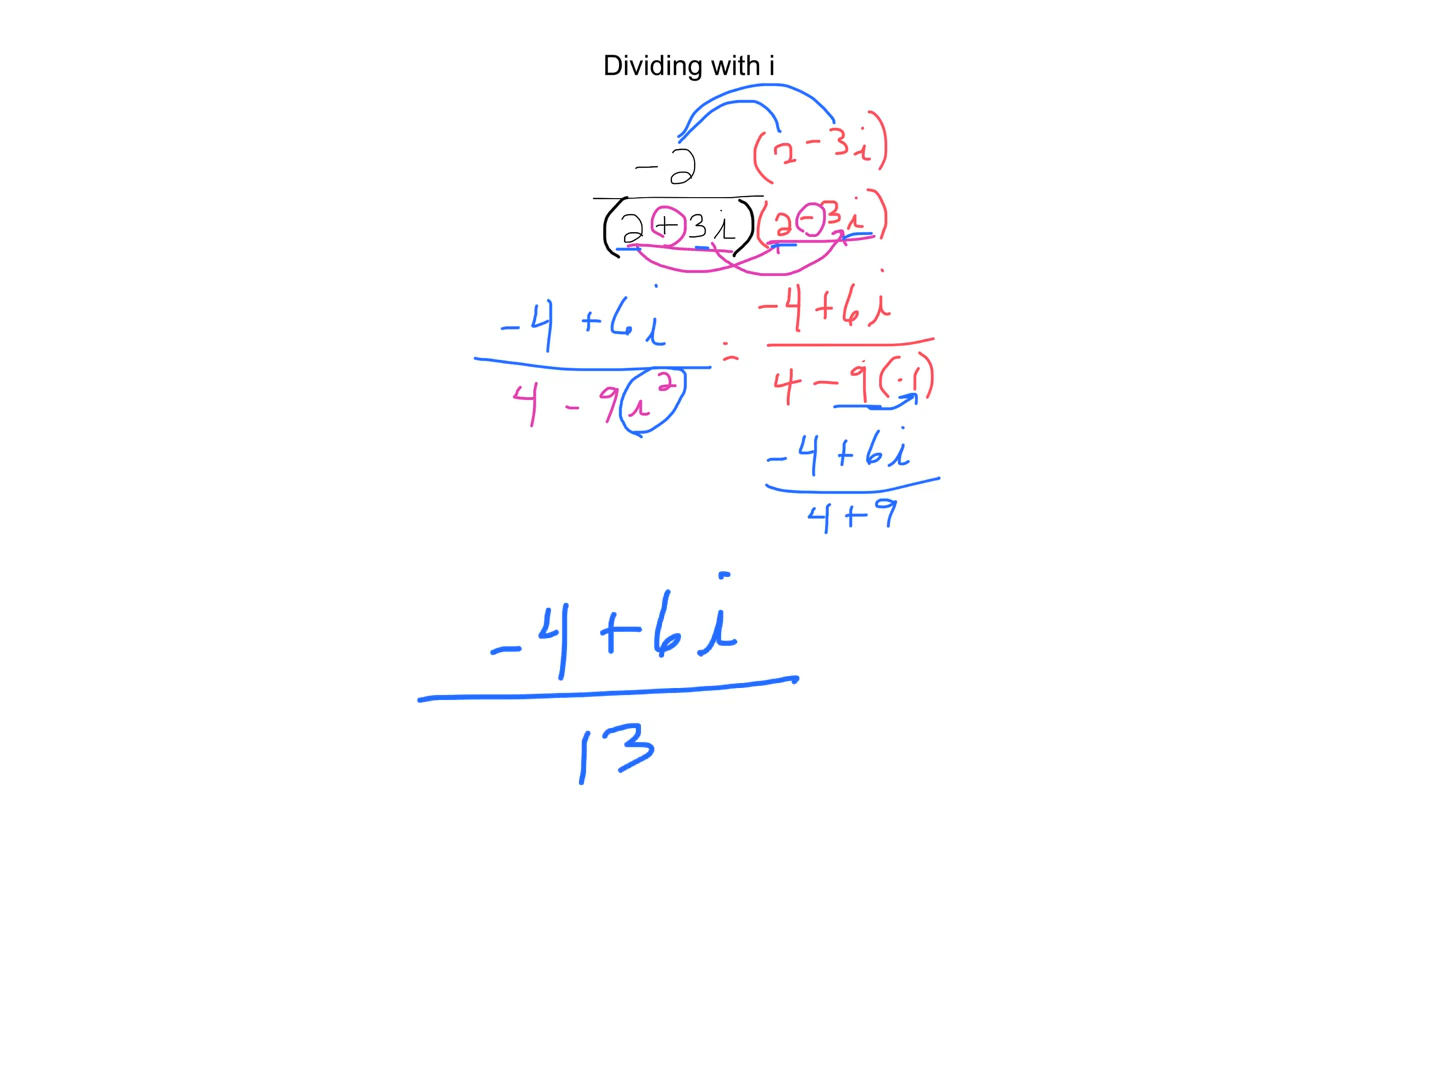 Dividing with i
-2 (2-3i)
(2+3i)(2-3i)
-4+6i = -4+6i
4-9i² 4-9(-1)
-4+6i
4+9
-4+6i
13